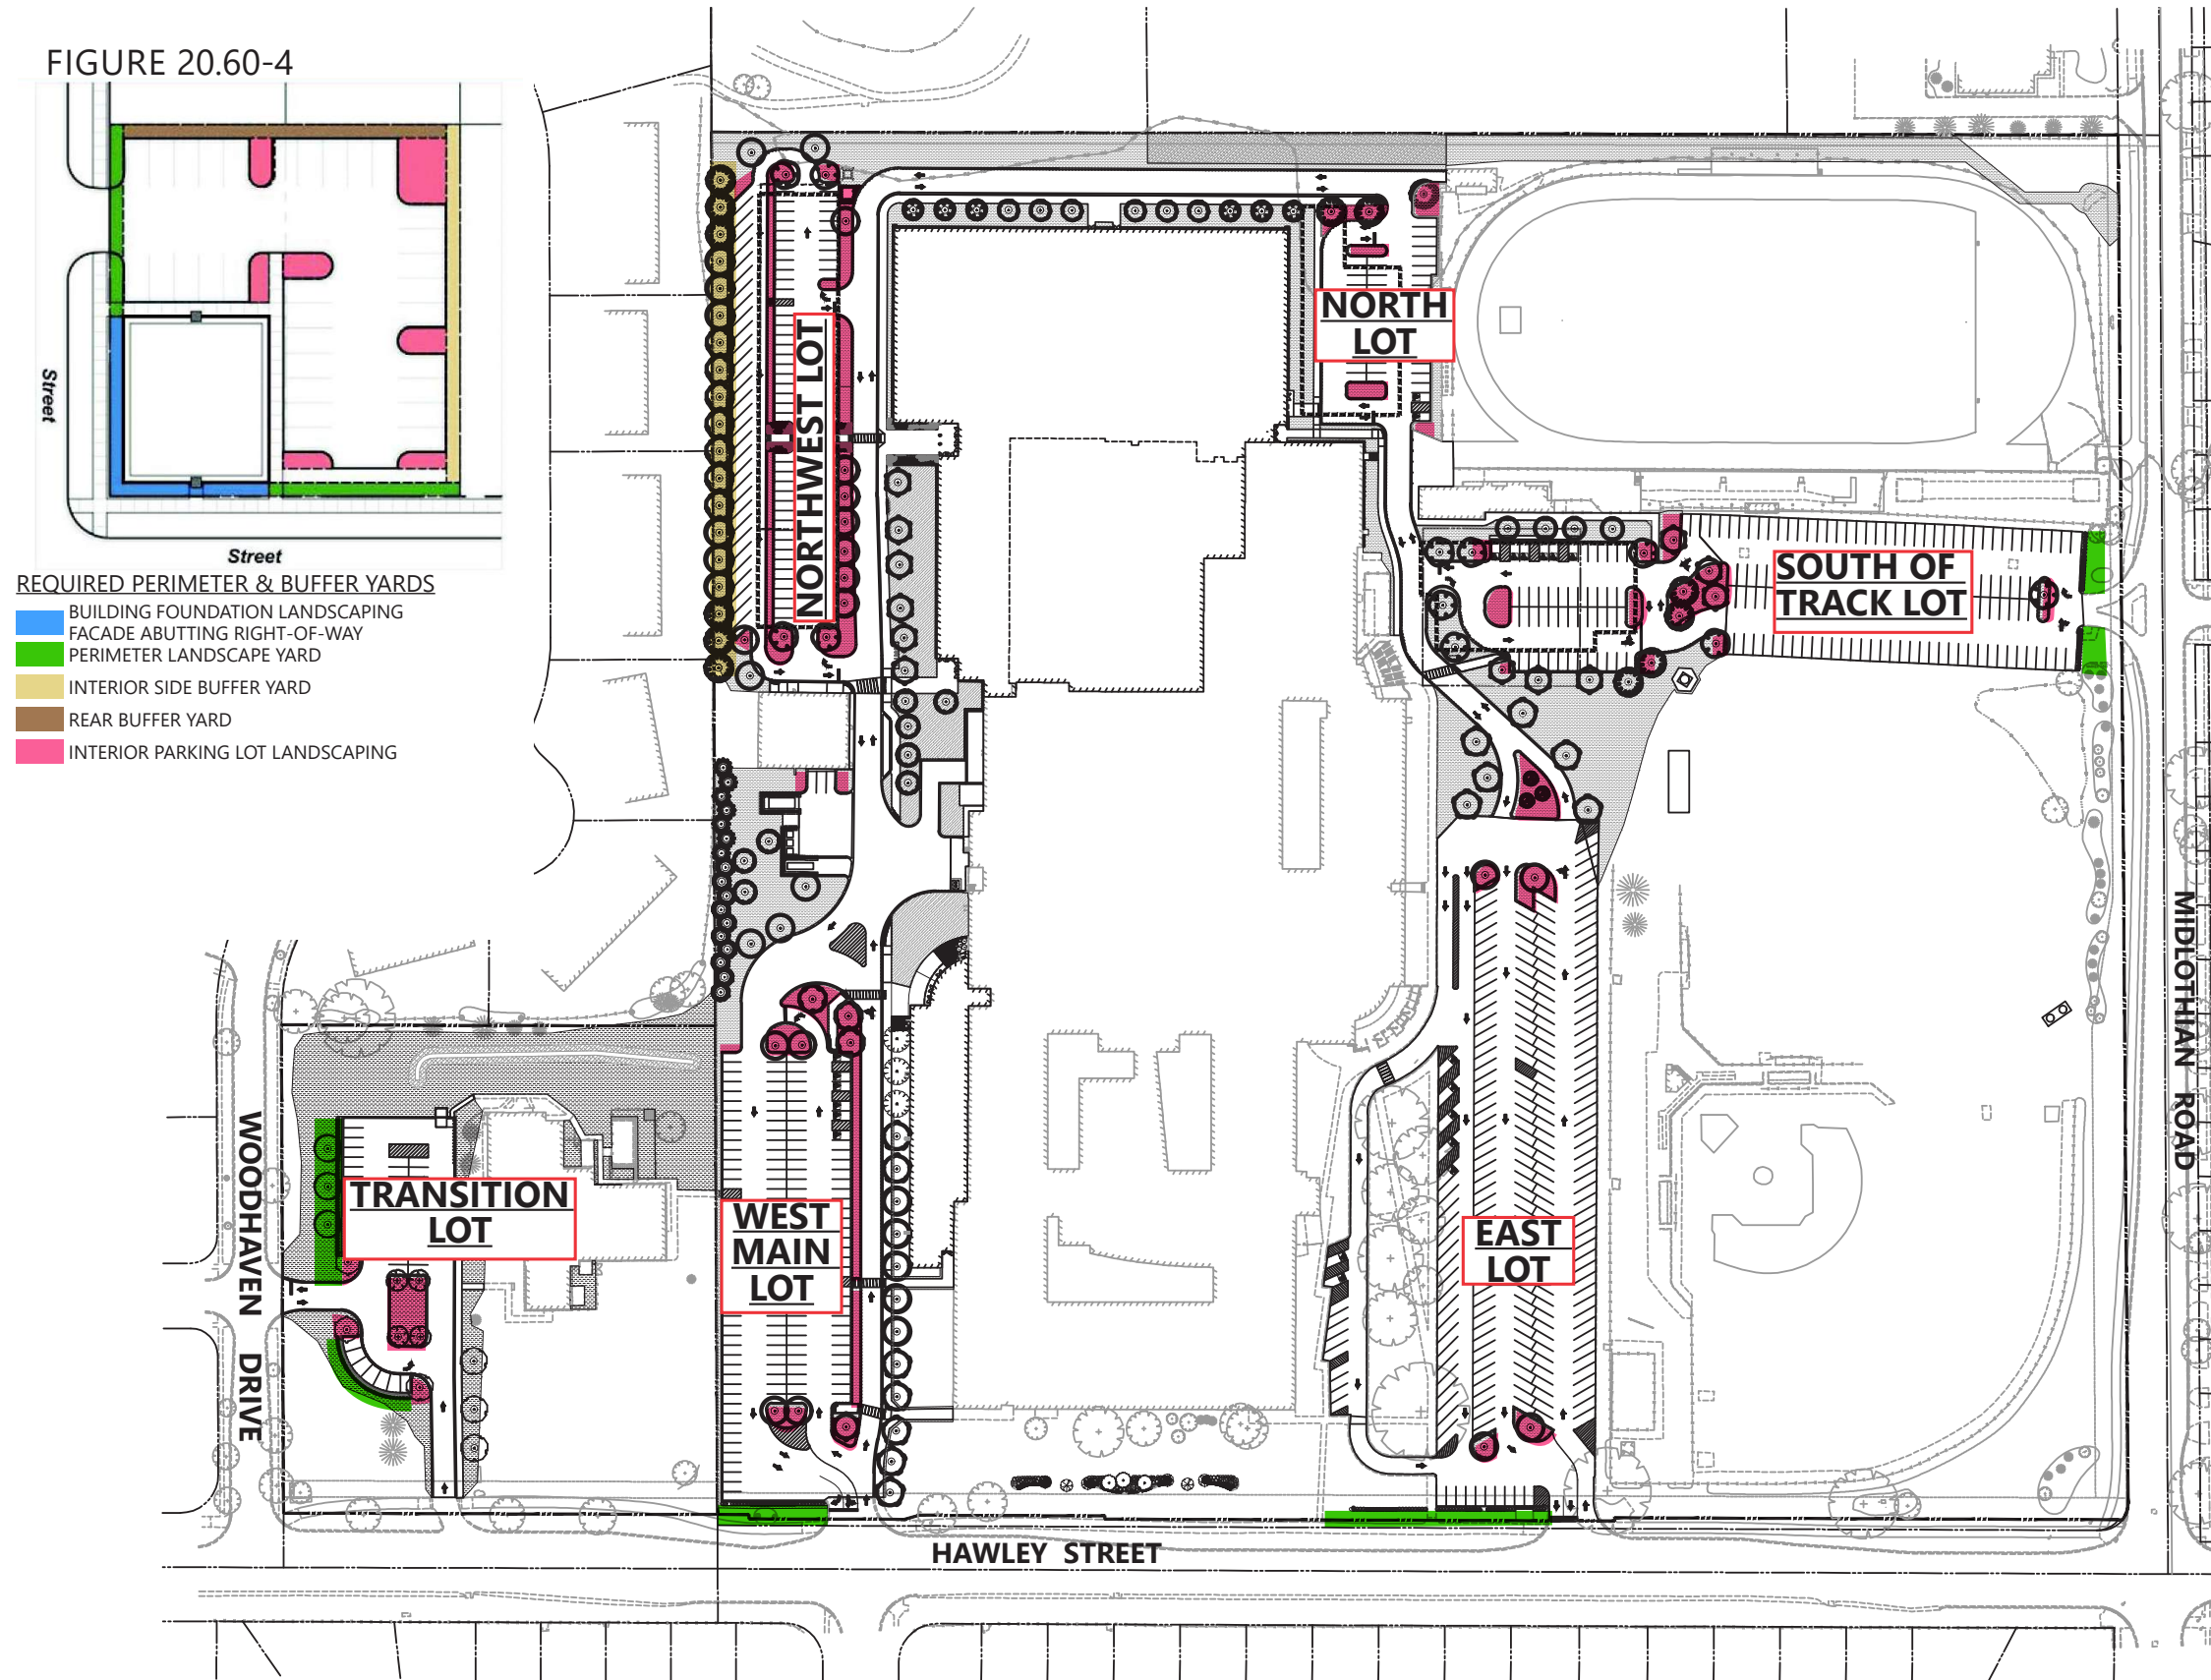 FIGURE 20.60-4
Street
Street
REQUIRED PERIMETER & BUFFER YARDS
BUILDING FOUNDATION LANDSCAPING
FACADE ABUTTING RIGHT-OF-WAY
PERIMETER LANDSCAPE YARD
INTERIOR SIDE BUFFER YARD
REAR BUFFER YARD
INTERIOR PARKING LOT LANDSCAPING
NORTHWEST LOT
NORTH
LOT
SOUTH OF
TRACK LOT
MIDLOTHIAN ROAD
WOODHAVEN DRIVE
TRANSITION
LOT
WEST
MAIN
LOT
EAST
LOT
HAWLEY STREET